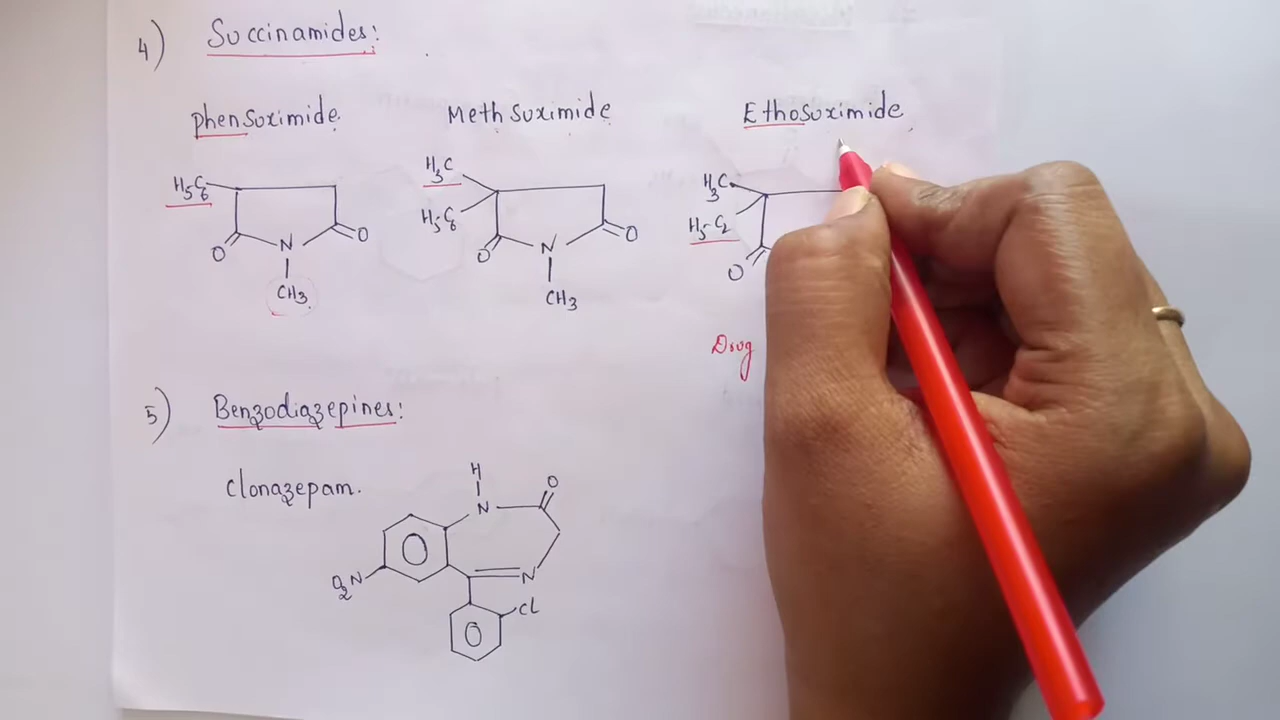 4) Succinamides:
phensuximide. Methsuximide Ethosuximide
H5C6 O N O CH3
H3C H5C6 O N O CH3
H3C H5C2 O
Drug
5) Benzodiazepines:
clonazepam.
H N O
O2N N
Cl